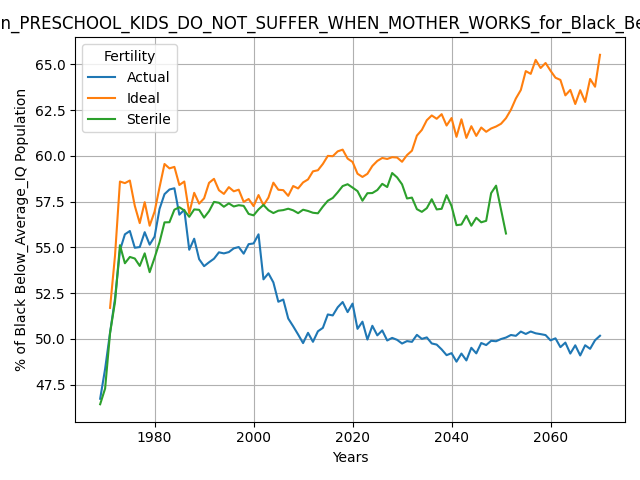 n_PRESCHOOL_KIDS_DO_NOT_SUFFER_WHEN_MOTHER_WORKS_for_Black_Be
Fertility
Actual
Ideal
Sterile
% of Black Below_Average_IQ Population
65.0
62.5
60.0
57.5
55.0
52.5
50.0
47.5
1980
2000
2020
2040
2060
Years